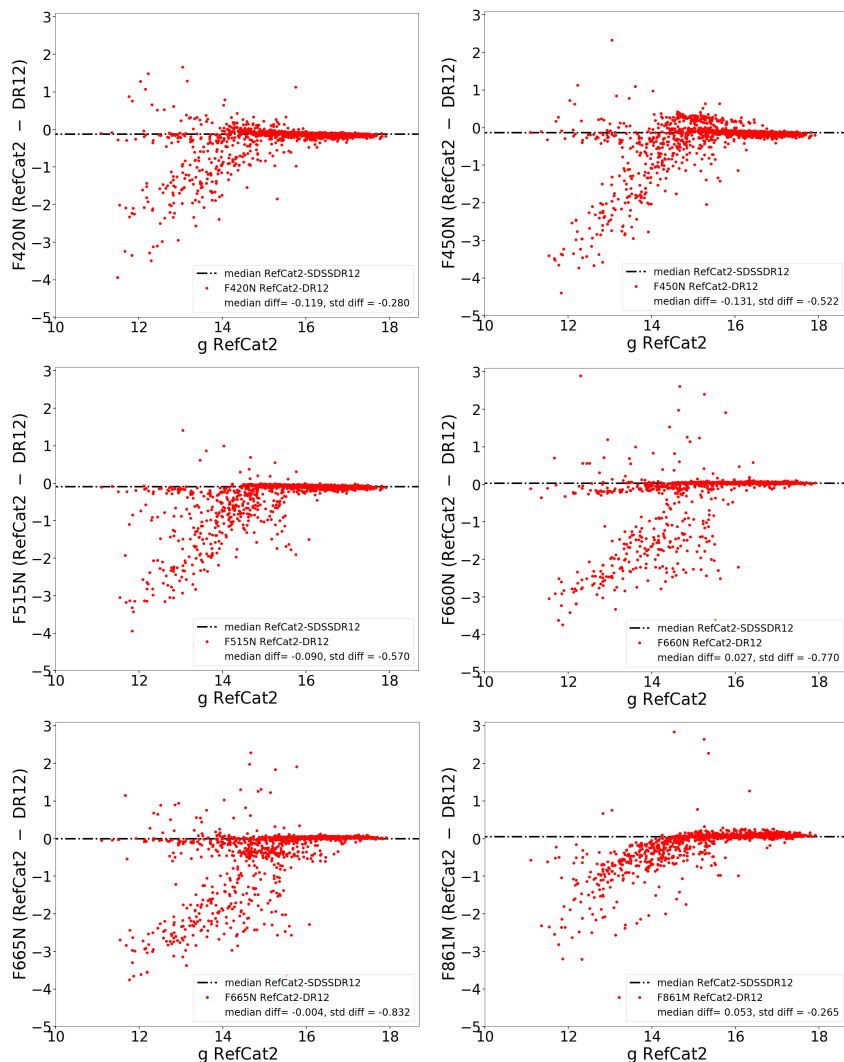 3
2
1
0
−1
−2
−3
−4
−5
F420N (RefCat2 − DR12)
median RefCat2-SDSSDR12
F420N RefCat2-DR12
median diff= -0.119, std diff = -0.280
10 12 14 16 18
g RefCat2
3
2
1
0
−1
−2
−3
−4
−5
F450N (RefCat2 − DR12)
median RefCat2-SDSSDR12
F450N RefCat2-DR12
median diff= -0.131, std diff = -0.522
10 12 14 16 18
g RefCat2
3
2
1
0
−1
−2
−3
−4
−5
F515N (RefCat2 − DR12)
median RefCat2-SDSSDR12
F515N RefCat2-DR12
median diff= -0.090, std diff = -0.570
10 12 14 16 18
g RefCat2
3
2
1
0
−1
−2
−3
−4
−5
F660N (RefCat2 − DR12)
median RefCat2-SDSSDR12
F660N RefCat2-DR12
median diff= 0.027, std diff = -0.770
10 12 14 16 18
g RefCat2
3
2
1
0
−1
−2
−3
−4
−5
F665N (RefCat2 − DR12)
median RefCat2-SDSSDR12
F665N RefCat2-DR12
median diff= -0.004, std diff = -0.832
10 12 14 16 18
g RefCat2
3
2
1
0
−1
−2
−3
−4
−5
F861M (RefCat2 − DR12)
median RefCat2-SDSSDR12
F861M RefCat2-DR12
median diff= 0.053, std diff = -0.265
10 12 14 16 18
g RefCat2